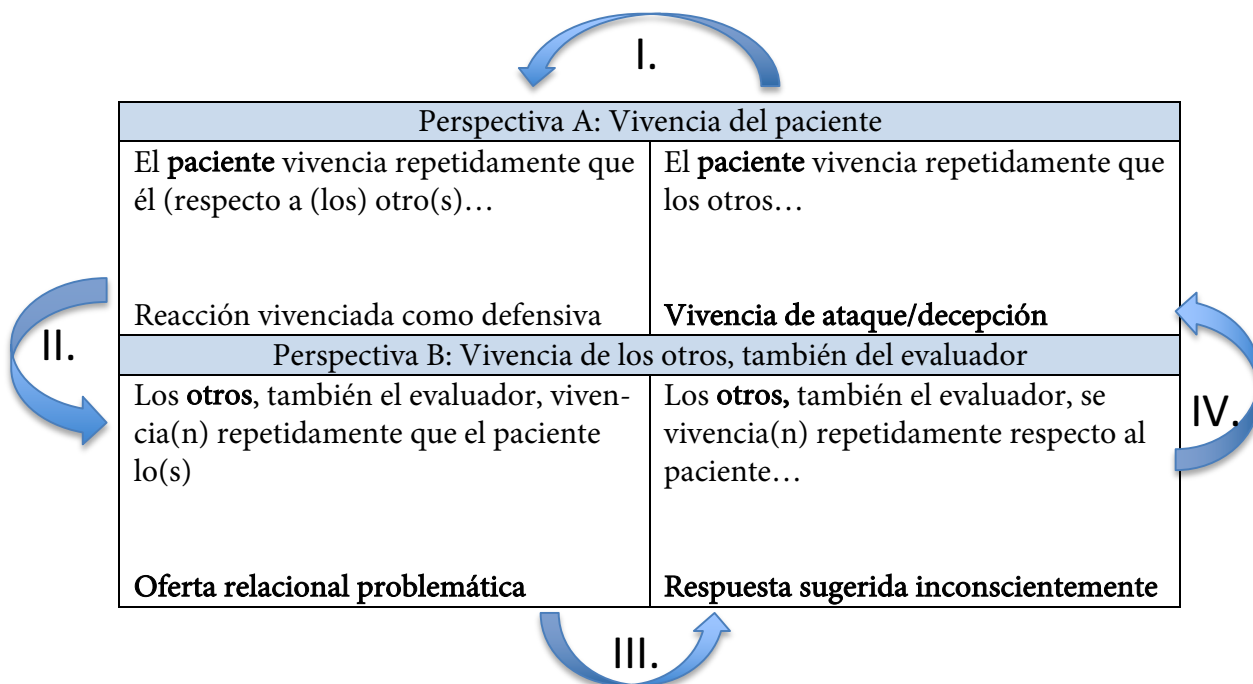 I.
Perspectiva A: Vivencia del paciente
El paciente vivencia repetidamente que
él (respecto a (los) otro(s)…
Reacción vivenciada como defensiva
El paciente vivencia repetidamente que
los otros…
Vivencia de ataque/decepción
II.
Perspectiva B: Vivencia de los otros, también del evaluador
Los otros, también el evaluador, viven-
cia(n) repetidamente que el paciente
lo(s)
Oferta relacional problemática
Los otros, también el evaluador, se
vivencia(n) repetidamente respecto al
paciente…
Respuesta sugerida inconscientemente
IV.
III.